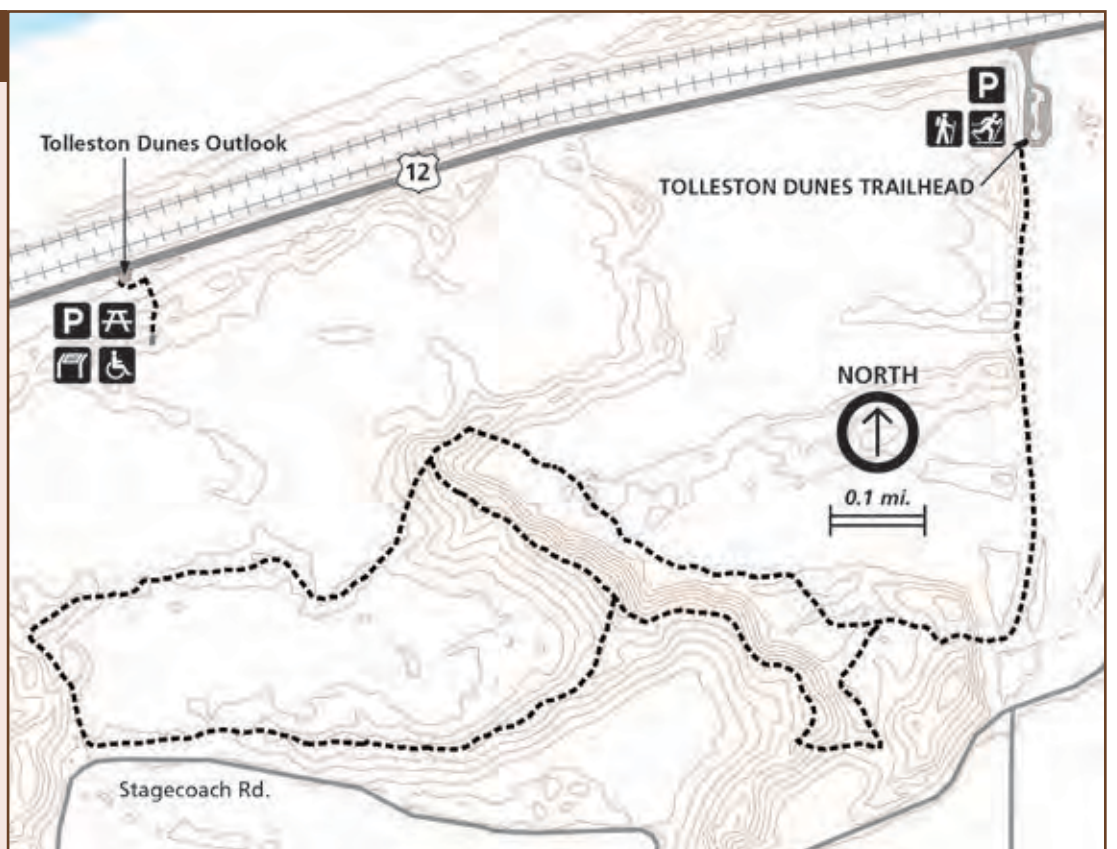 Tolleston Dunes Outlook
12
P
TOLLESTON DUNES TRAILHEAD
P
NORTH
0.1 mi.
Stagecoach Rd.